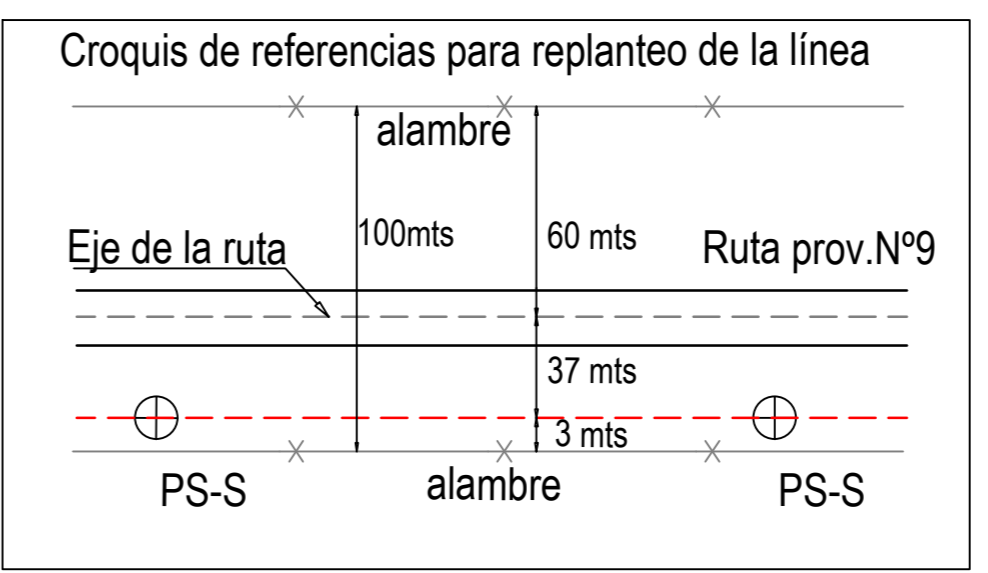 Croquis de referencias para replanteo de la línea
alambre
100mts
60 mts
Eje de la ruta
Ruta prov.Nº9
37 mts
3 mts
PS-S
alambre
PS-S